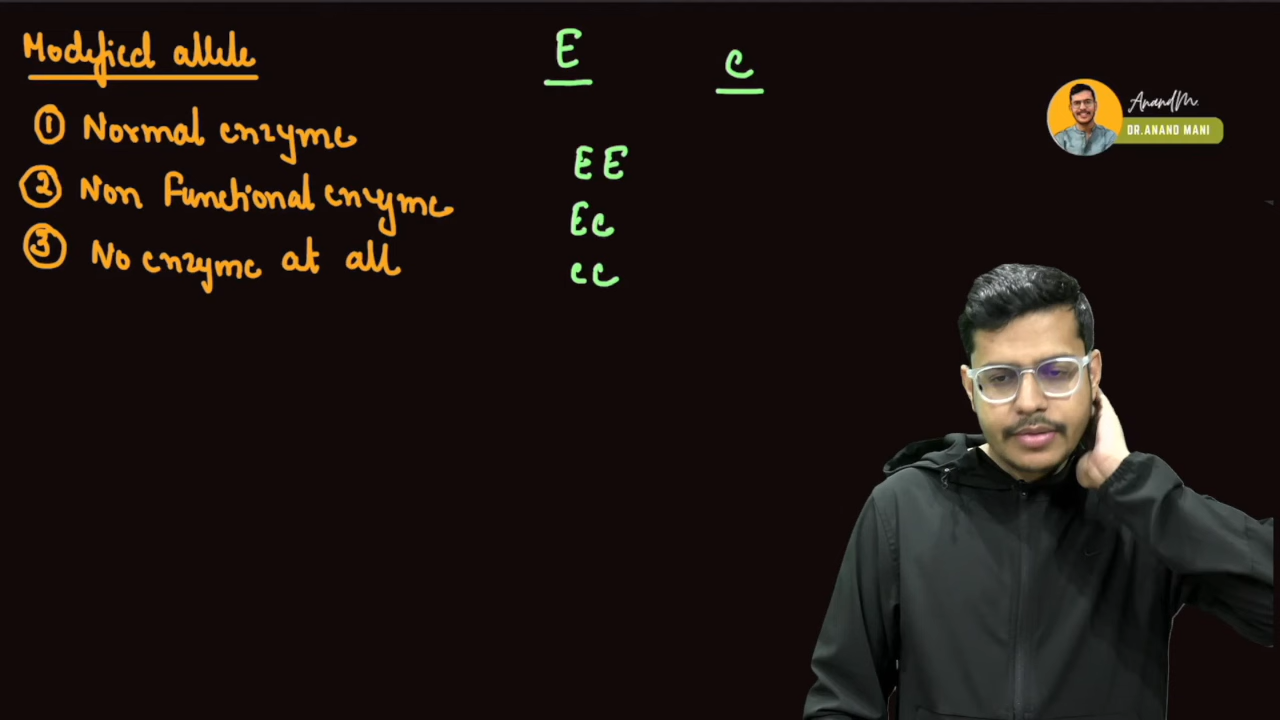 Modified allele
① Normal enzyme
② Non Functional enzyme
③ No enzyme at all
E e
EE
Ee
ee
AnandM.
DR.ANAND MANI